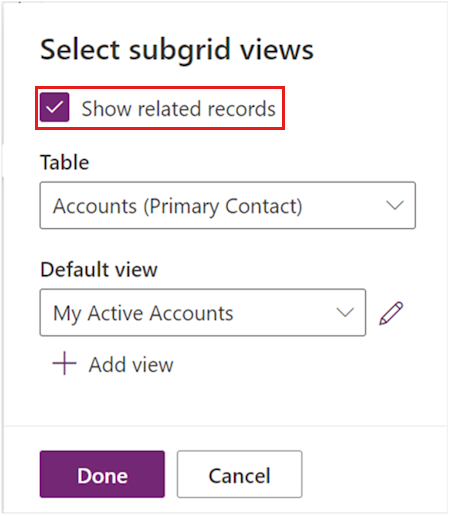 Select subgrid views
Show related records
Table
Accounts (Primary Contact)
Default view
My Active Accounts
Add view
Done
Cancel